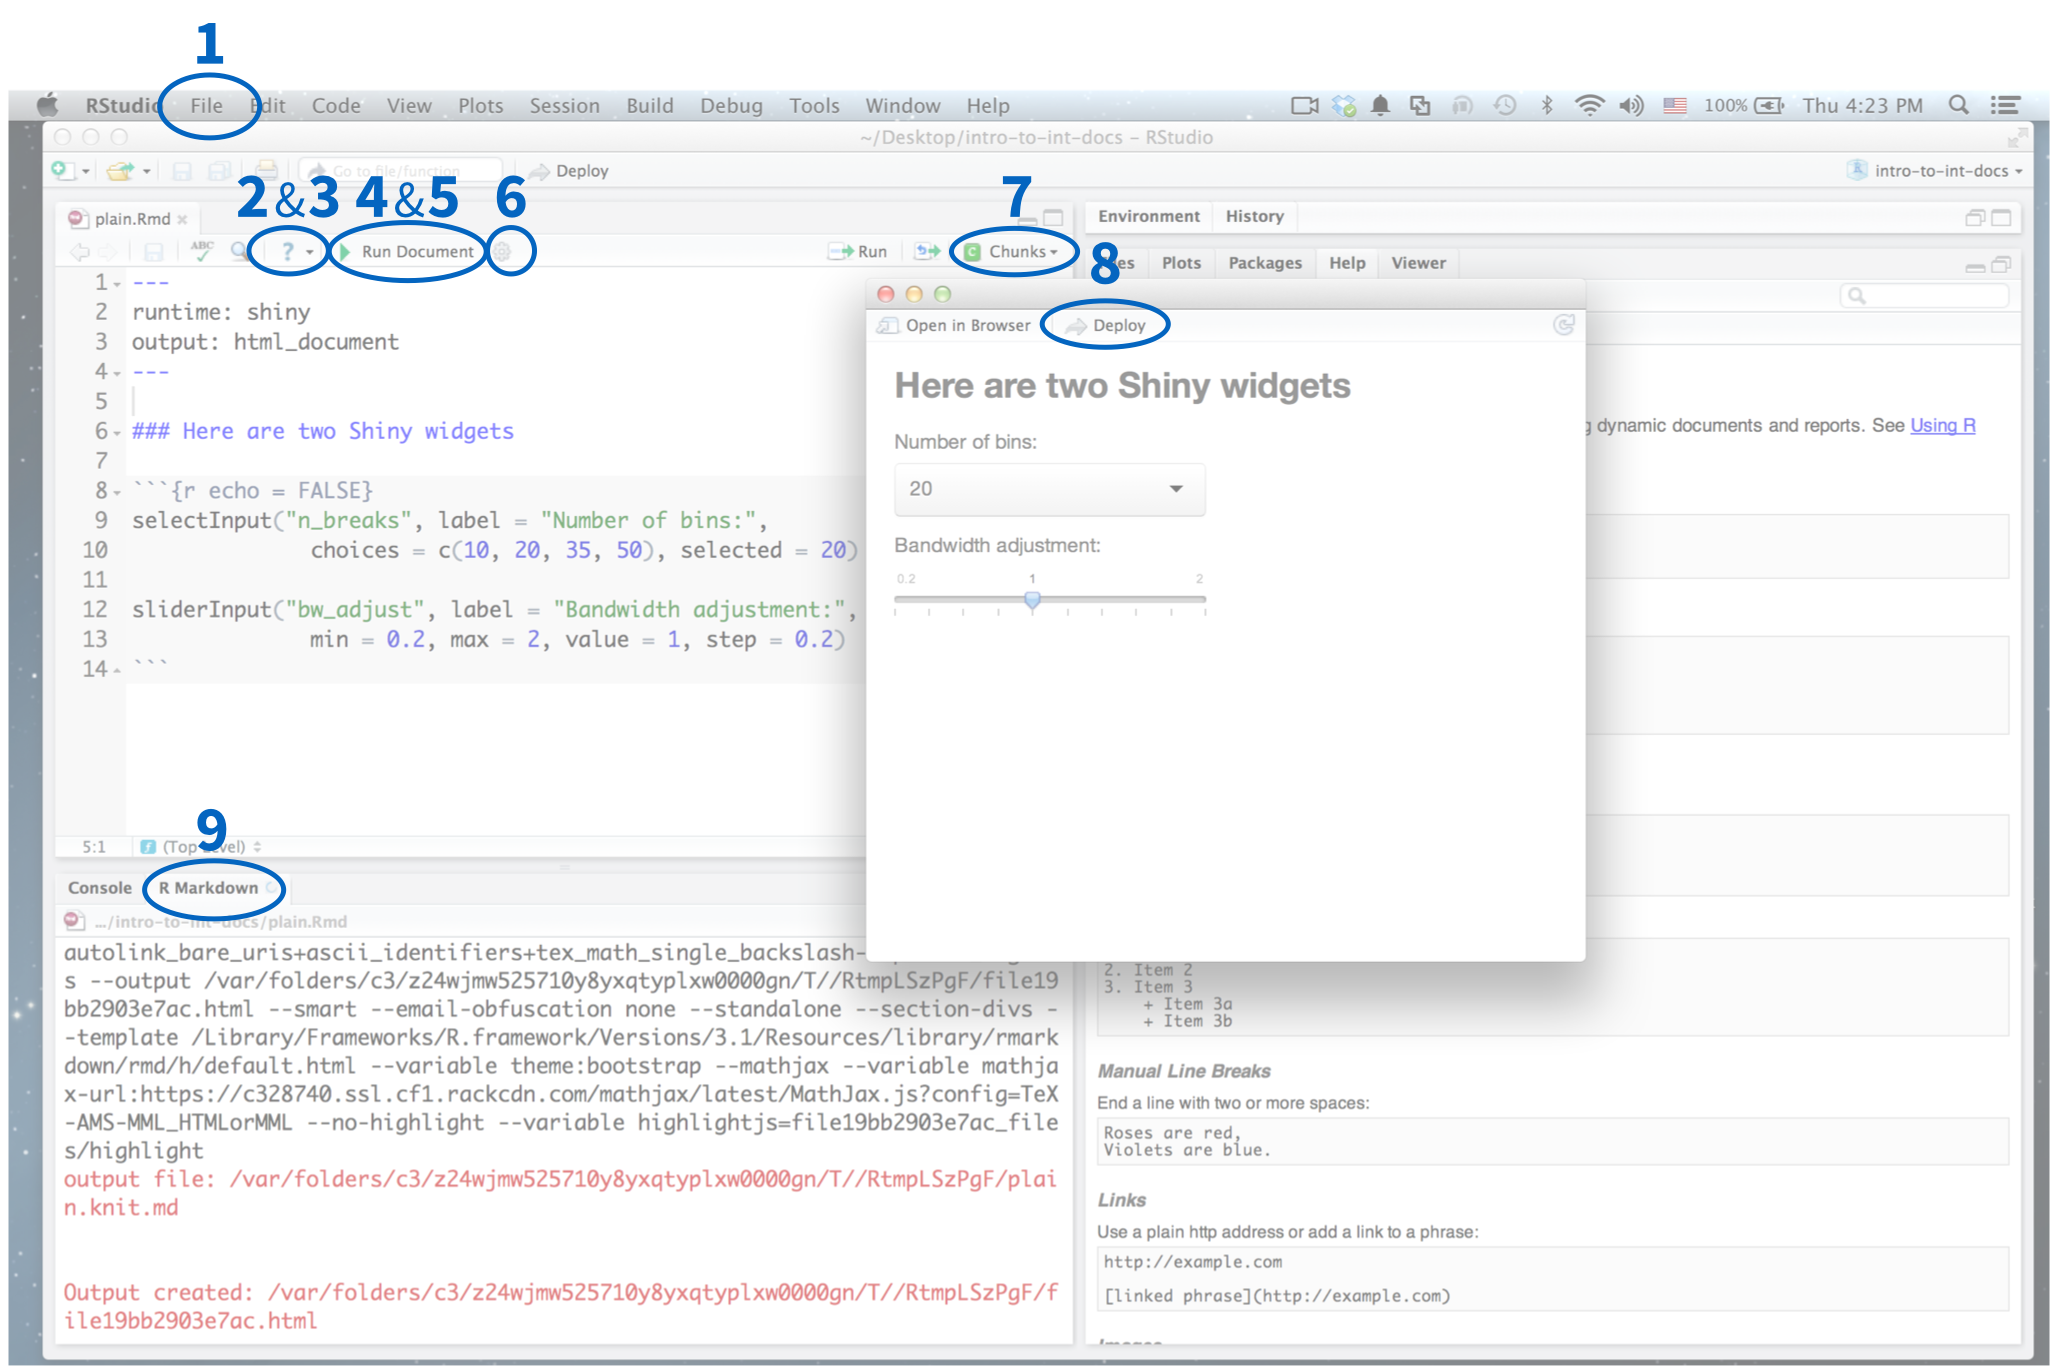 1
RStudio File Edit Code View Plots Session Build Debug Tools Window Help 100% Thu 4:23 PM
~/Desktop/intro-to-int-docs – RStudio
Go to file/function Deploy intro-to-int-docs
2&3 4&5 6 7
plain.Rmd Environment History
ABC ? Run Document Run Chunks
8
Plots Packages Help Viewer
1 ---
2 runtime: shiny
3 output: html_document
4 ---
5
6 ### Here are two Shiny widgets
7
8 ```{r echo = FALSE}
9 selectInput("n_breaks", label = "Number of bins:",
10 choices = c(10, 20, 35, 50), selected = 20)
11
12 sliderInput("bw_adjust", label = "Bandwidth adjustment:",
13 min = 0.2, max = 2, value = 1, step = 0.2)
14 ```
Open in Browser Deploy
Here are two Shiny widgets
Number of bins:
20
Bandwidth adjustment:
0.2 1 2
dynamic documents and reports. See Using R
9
5:1 (Top Level)
Console R Markdown
.../intro-to-int-docs/plain.Rmd
autolink_bare_uris+ascii_identifiers+tex_math_single_backslash-
s --output /var/folders/c3/z24wjmw525710y8yxqtyplxw0000gn/T//RtmpLSzPgF/file19
bb2903e7ac.html --smart --email-obfuscation none --standalone --section-divs -
-template /Library/Frameworks/R.framework/Versions/3.1/Resources/library/rmark
down/rmd/h/default.html --variable theme:bootstrap --mathjax --variable mathja
x-url:https://c328740.ssl.cf1.rackcdn.com/mathjax/latest/MathJax.js?config=TeX
-AMS-MML_HTMLorMML --no-highlight --variable highlightjs=file19bb2903e7ac_file
s/highlight
output file: /var/folders/c3/z24wjmw525710y8yxqtyplxw0000gn/T//RtmpLSzPgF/plai
n.knit.md
Output created: /var/folders/c3/z24wjmw525710y8yxqtyplxw0000gn/T//RtmpLSzPgF/f
ile19bb2903e7ac.html
2. Item 2
3. Item 3
+ Item 3a
+ Item 3b
Manual Line Breaks
End a line with two or more spaces:
Roses are red,
Violets are blue.
Links
Use a plain http address or add a link to a phrase:
http://example.com
[linked phrase](http://example.com)
Images